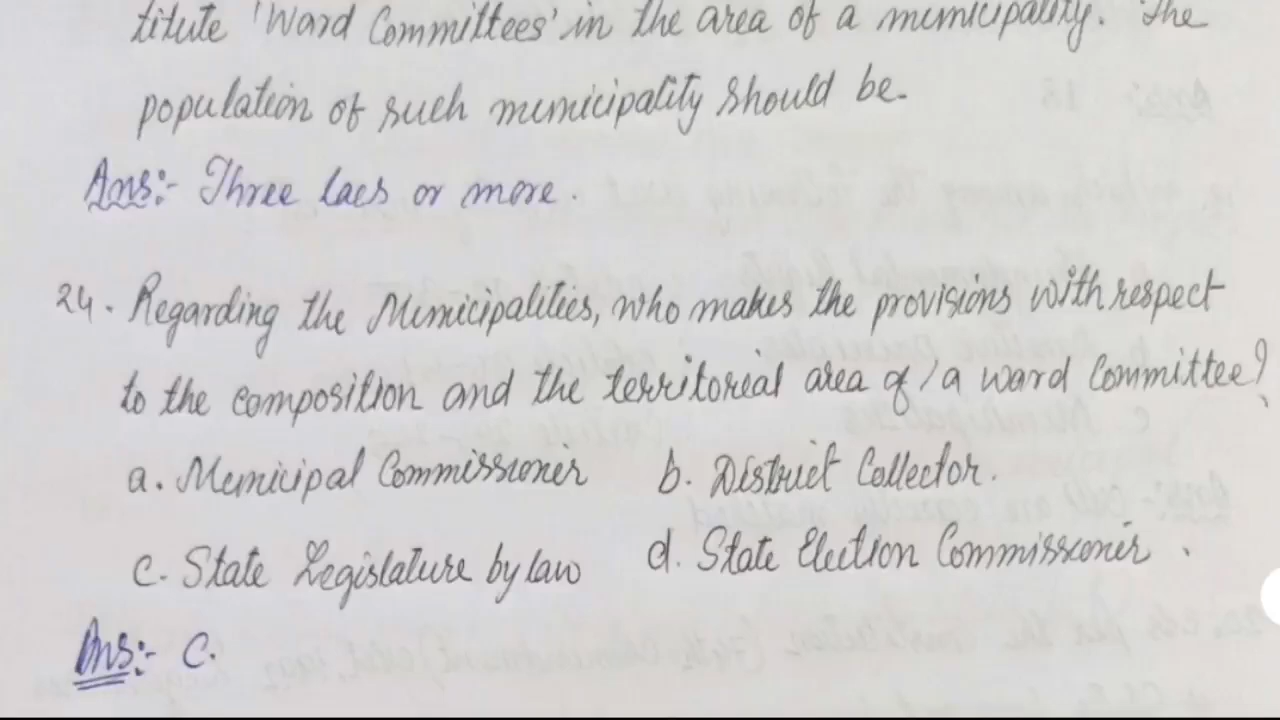 titute 'Ward Committees' in the area of a municipality. The
population of such municipality should be.
Ans:- Three lacs or more.
24. Regarding the Municipalities, who makes the provisions with respect
to the composition and the territorial area of / a ward Committee?
a. Municipal Commissioner b. District Collector.
c. State Legislature by law d. State Election Commissioner.
Ans:- C.